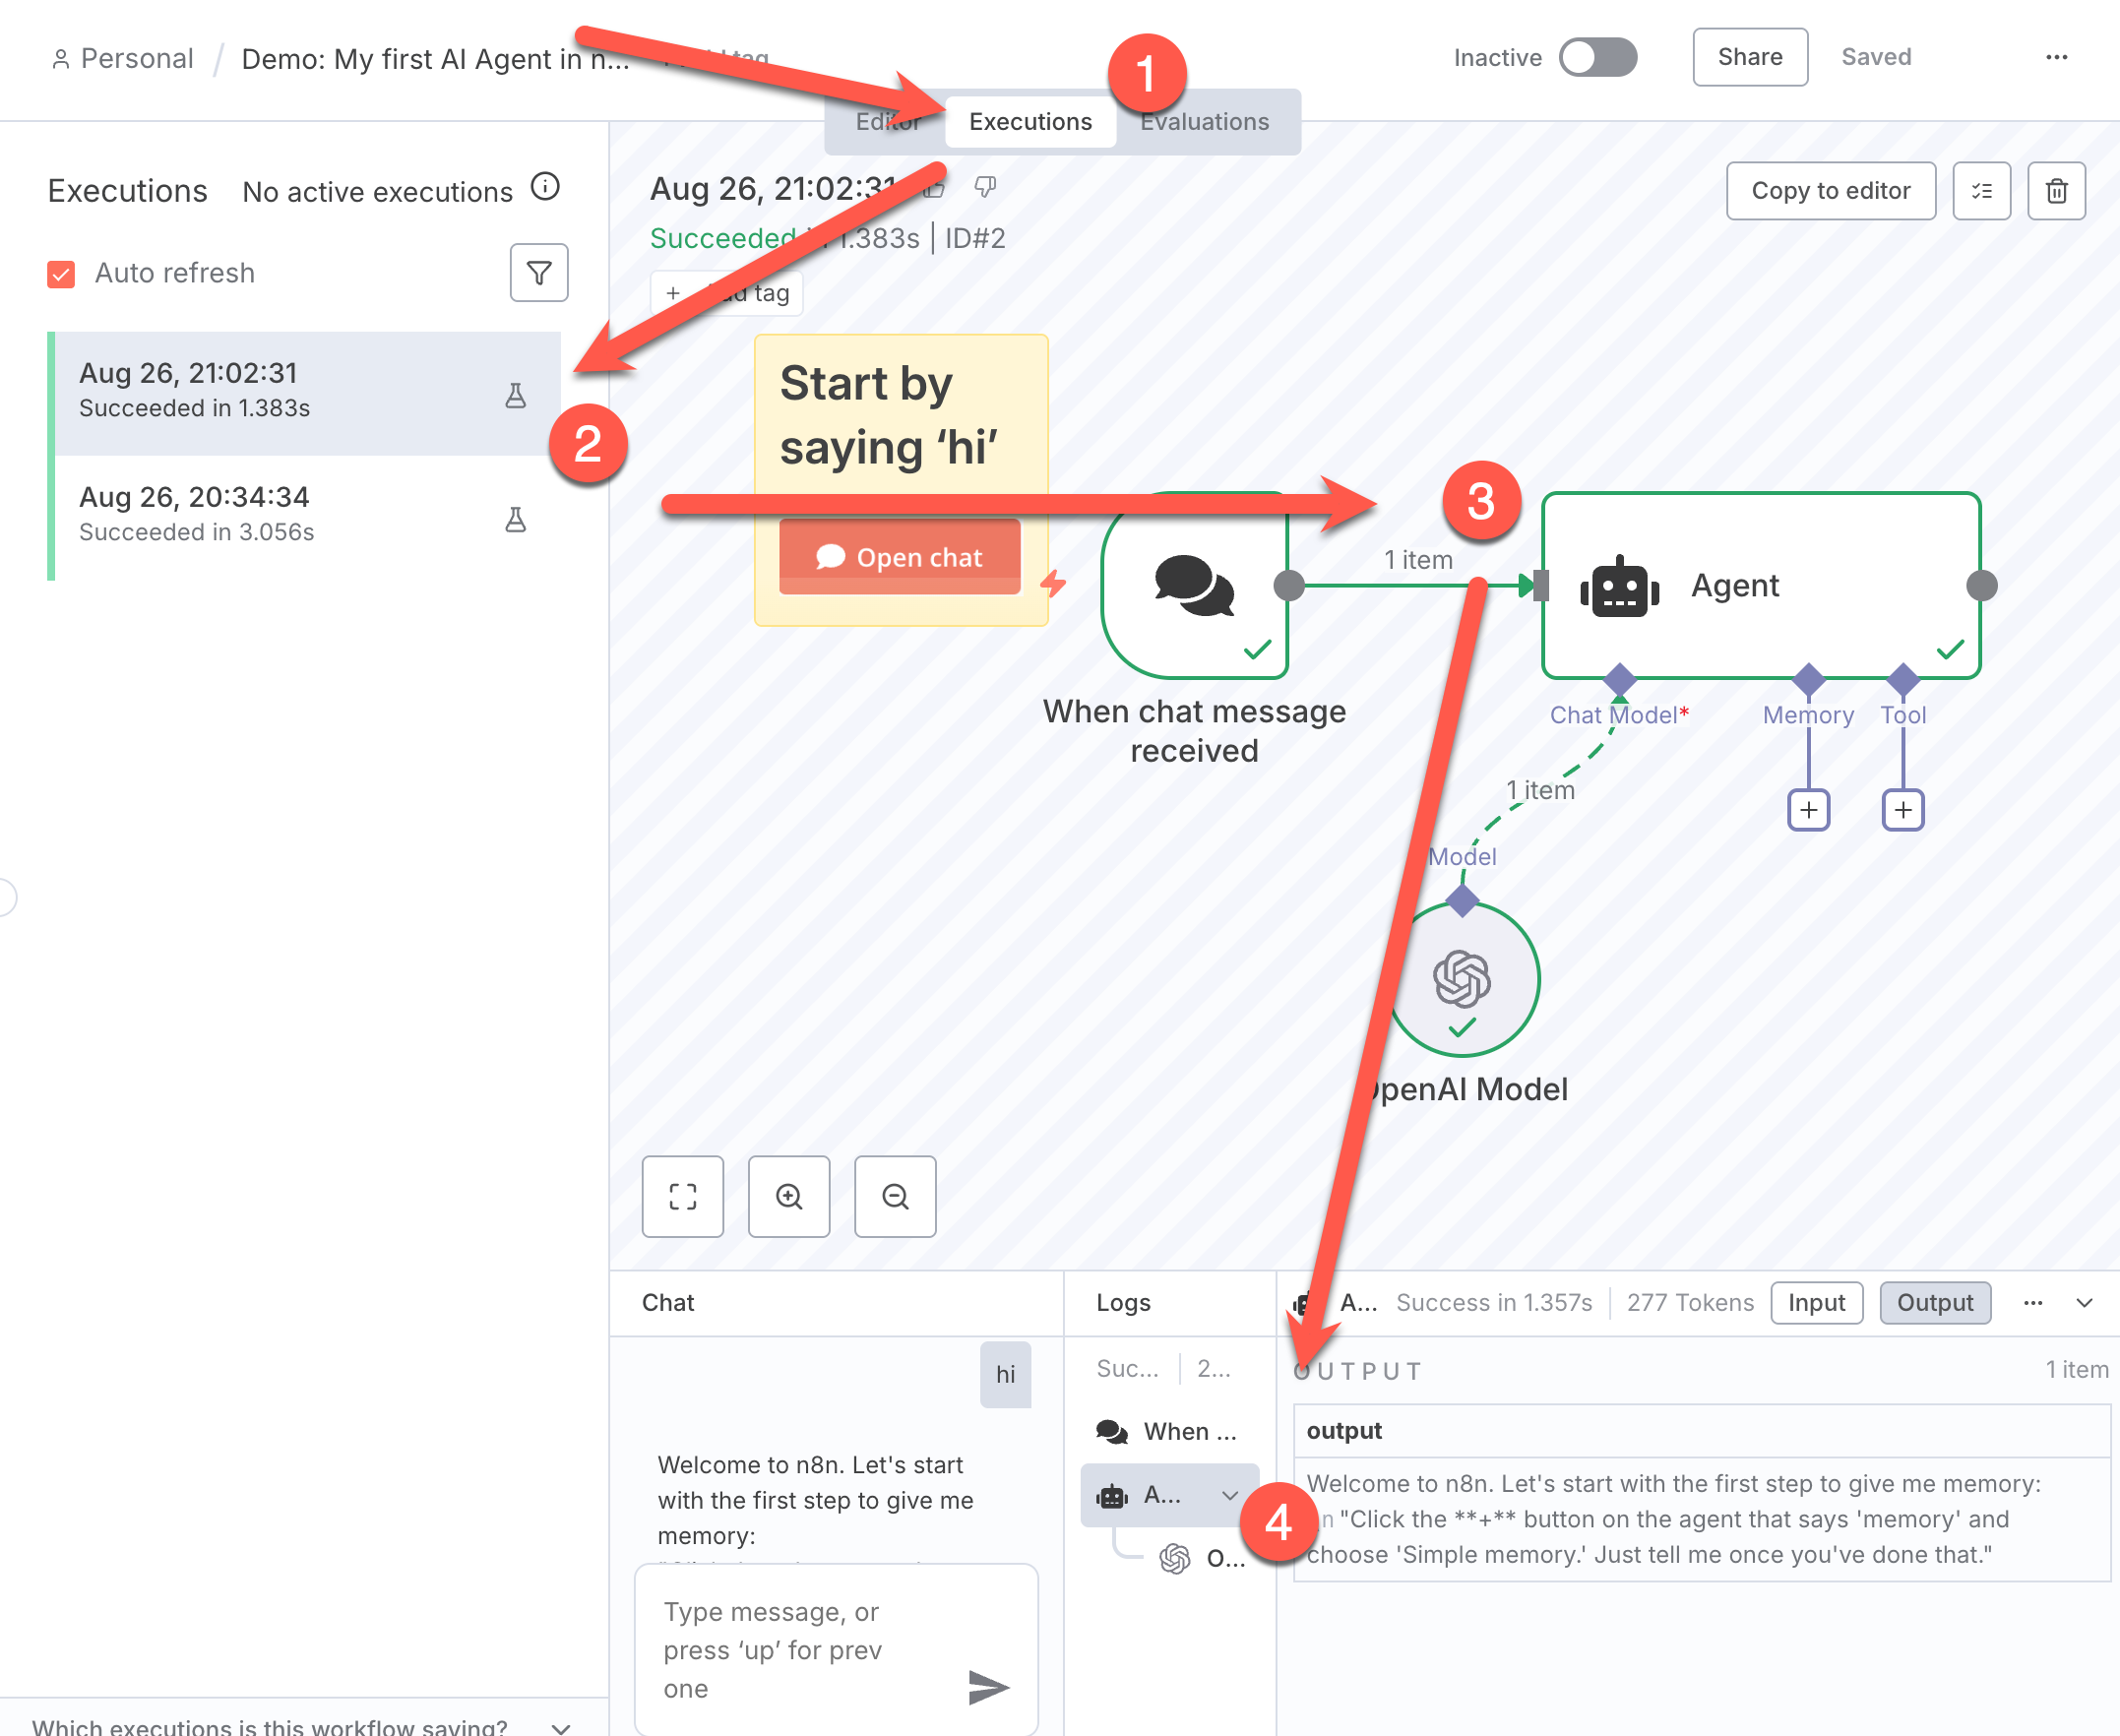 Personal / Demo: My first AI Agent in n...
tag
Inactive
Share
Saved
1
Editor
Executions
Evaluations
Executions
No active executions
Auto refresh
Aug 26, 21:02:31
Succeeded in 1.383s
Aug 26, 20:34:34
Succeeded in 3.056s
2
Aug 26, 21:02:31
Succeeded in 1.383s | ID#2
+ Add tag
Copy to editor
Start by
saying ‘hi’
Open chat
3
1 item
Agent
When chat message
received
Chat Model*
Memory
Tool
1 item
Model
OpenAI Model
Chat
hi
Welcome to n8n. Let's start
with the first step to give me
memory:
Type message, or
press ‘up’ for prev
one
Logs
Suc...
2...
When ...
A...
O...
4
A...
Success in 1.357s
277 Tokens
Input
Output
OUTPUT
1 item
output
Welcome to n8n. Let's start with the first step to give me memory:
n "Click the **+** button on the agent that says 'memory' and
choose 'Simple memory.' Just tell me once you've done that."
Which executions is this workflow saving?